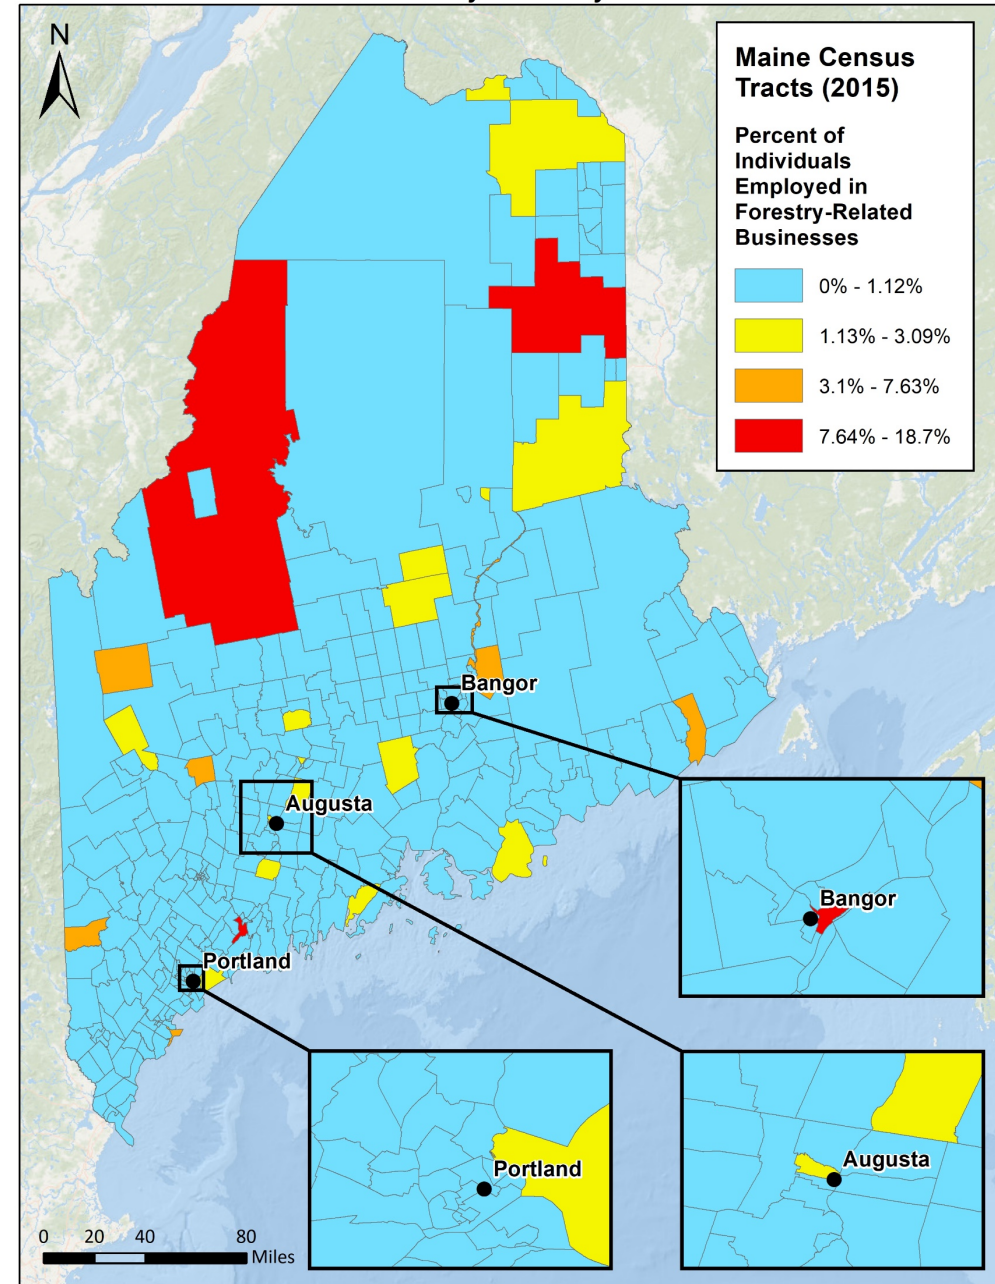 N
Maine Census
Tracts (2015)
Percent of
Individuals
Employed in
Forestry-Related
Businesses
0% - 1.12%
1.13% - 3.09%
3.1% - 7.63%
7.64% - 18.7%
Bangor
Augusta
Portland
Bangor
Portland
Augusta
0 20 40 80
Miles